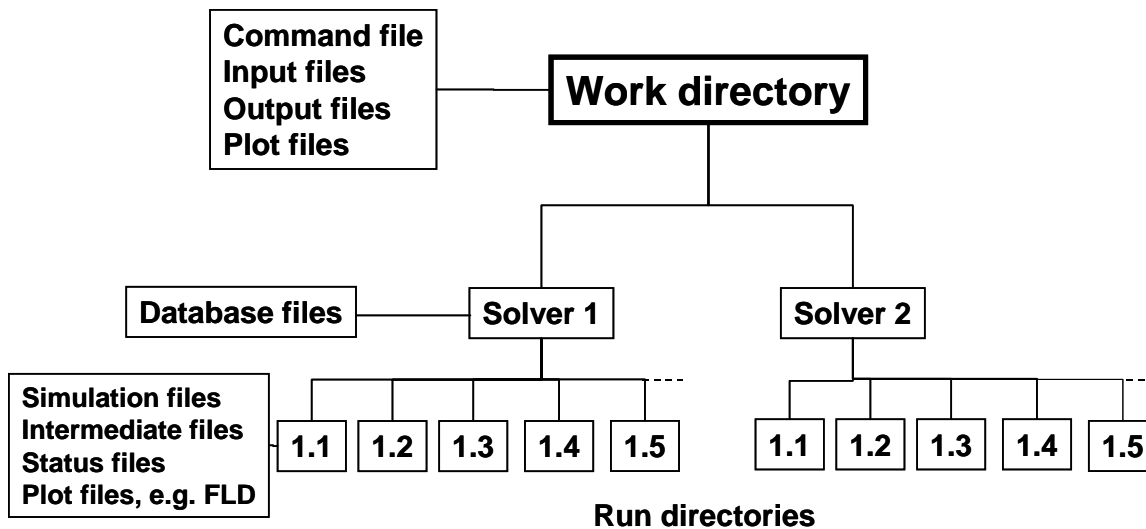 Command file
Input files
Output files
Plot files
Work directory
Database files
Solver 1
Solver 2
Simulation files
Intermediate files
Status files
Plot files, e.g. FLD
1.1
1.2
1.3
1.4
1.5
1.1
1.2
1.3
1.4
1.5
Run directories